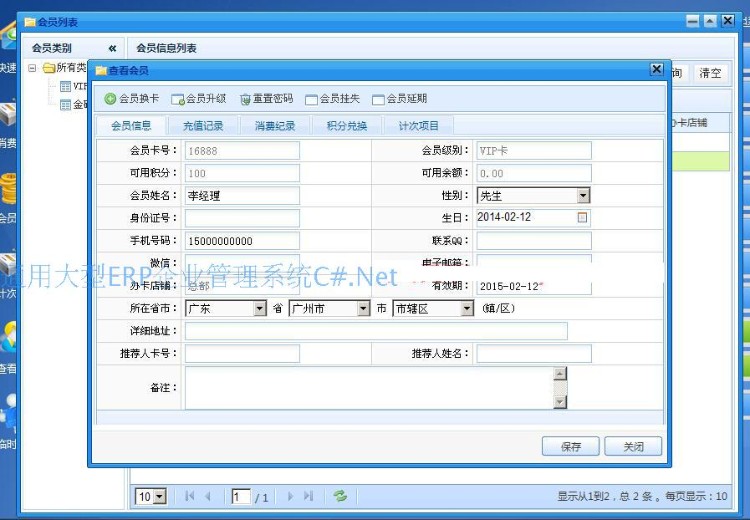 会员列表
会员类别 «
会员信息列表
所有类
快速
查看会员
询 清空
会员换卡 会员升级 重置密码 会员挂失 会员延期
会员信息 充值记录 消费纪录 积分兑换 计次项目
办卡店铺
会员卡号： 16888 会员级别： VIP卡
可用积分： 100 可用余额： 0.00
会员姓名： 李经理 性别： 先生
身份证号： 生日： 2014-02-12
手机号码： 15000000000 联系QQ：
微信： 电子邮箱：
通用大型ERP企业管理系统C#.Net
办卡店铺： 总部 有效期： 2015-02-12
所在省市： 广东 省 广州市 市 市辖区 (镇/区)
详细地址：
推荐人卡号： 推荐人姓名：
备注：
消费
会员
计次
查看
临时
保存 关闭
10 1 / 1 显示从1到2，总 2 条 。每页显示：10